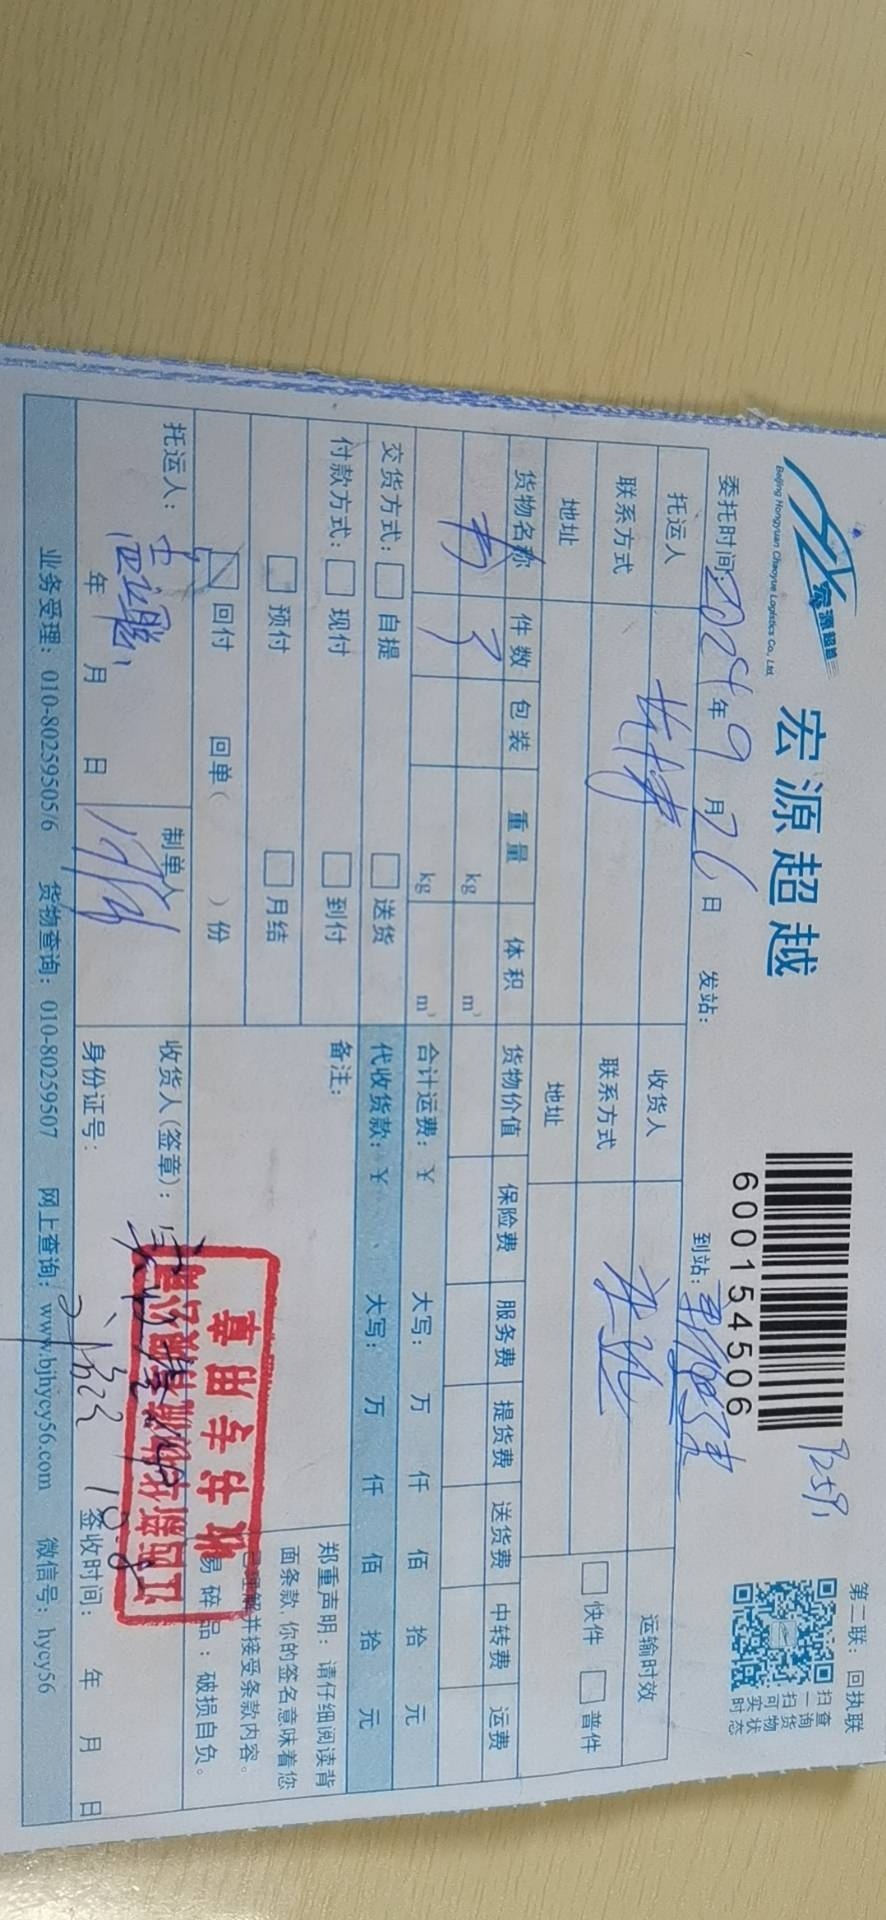 宏源超越
Beijing Hongyuan Chaoyue Logistics Co., Ltd.
宏源超越
第二联：回执联
600154506
扫一扫可实时
查询货物状态
委托时间：2024年9月26日 发站： 到站：
托运人 收货人 运输时效
联系方式 联系方式 快件 普件
地址 地址
货物名称 件数 包装 重量 体积 货物价值 保险费 服务费 提货费 送货费 中转费 运费
3 kg m³
kg m³ 合计运费：￥ 大写： 万 仟 佰 拾 元
交货方式： 自提 送货 代收货款：￥ 大写： 万 仟 佰 拾 元
付款方式： 现付 到付 备注：
预付 月结
回付 回单（ ）份
郑重声明：请仔细阅读背
面条款,你的签名意味着您
已理解并接受条款内容。
易碎品：破损自负。
收件专用章
托运人： 制单人 收货人（签章）：
年 月 日 身份证号： 签收时间： 年 月 日
业务受理：010-80259505/6 货物查询：010-80259507 网上查询：www.bjhycy56.com 微信号：hycy56